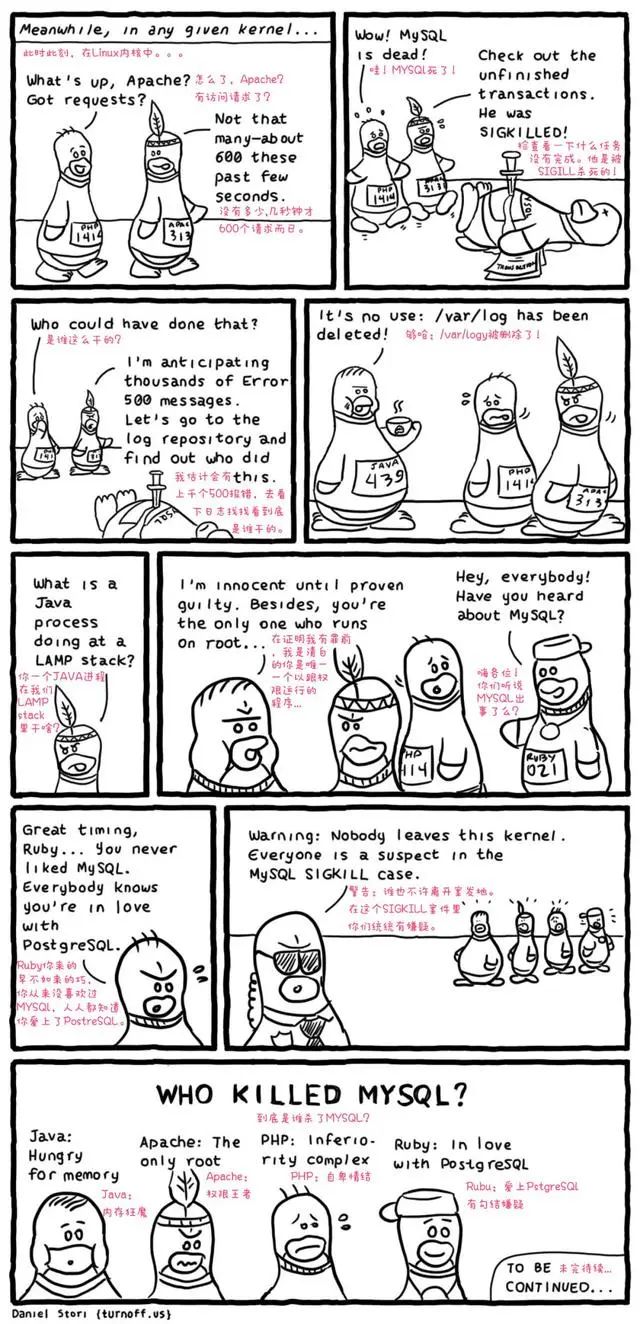 Meanwhile, in any given kernel...
此时此刻，在Linux内核中。。。
What's up, Apache?
Got requests?
怎么了，Apache?
有访问请求了？
Not that
many—about
600 these
past few
seconds.
没有多少,几秒钟才
600个请求而日。
PHP
1414
APAC
313
Wow! MySQL
is dead!
哇！MYSQL死了！
Check out the
unfinished
transactions.
He was
SIGKILLED!
检查看一下什么任务
没有完成。他是被
SIGILL杀死的！
PHP
1414
APAC
313
MYSQL
Who could have done that?
是谁这么干的？
I'm anticipating
thousands of Error
500 messages.
Let's go to the
log repository and
find out who did
this.
我估计会有
上千个500报错，去看
下日志找找看到底
是谁干的。
It's no use: /var/log has been
deleted!
够呛：/var/logy被删除了！
JAVA
439
PHP
1414
APAC
313
What is a
Java
process
doing at a
LAMP stack?
你一个JAVA进程
在我们
LAMP
stack
里干啥？
I'm innocent until proven
guilty. Besides, you're
the only one who runs
on root...
在证明我有罪前
，我是清白
的你是唯一
一个以跟权
限运行的
程序...
Hey, everybody!
Have you heard
about MySQL?
嗨各位！
你们听说
MYSQL出
事了么？
HP
414
RUBY
021
Great timing,
Ruby... you never
liked MySQL.
Everybody knows
you're in love
with
PostgreSQL.
Ruby你来的
早不如来的巧，
你从来没喜欢过
MYSQL，人人都知道
你爱上了PostreSQL。
Warning: Nobody leaves this kernel.
Everyone is a suspect in the
MySQL SIGKILL case.
警告：谁也不许离开案发地。
在这个SIGKILL案件里
你们统统有嫌疑。
WHO KILLED MYSQL?
到底是谁杀了MYSQL?
Java:
Hungry
for memory
Java：
内存狂魔
Apache: The
only root
Apache：
权限王者
PHP: Inferio-
rity complex
PHP：自卑情结
Ruby: In love
with PostgreSQL
Rubu：爱上PstgreSQL
有勾结嫌疑
TO BE
CONTINUED...
未完待续...
Daniel Stori {turnoff.us}